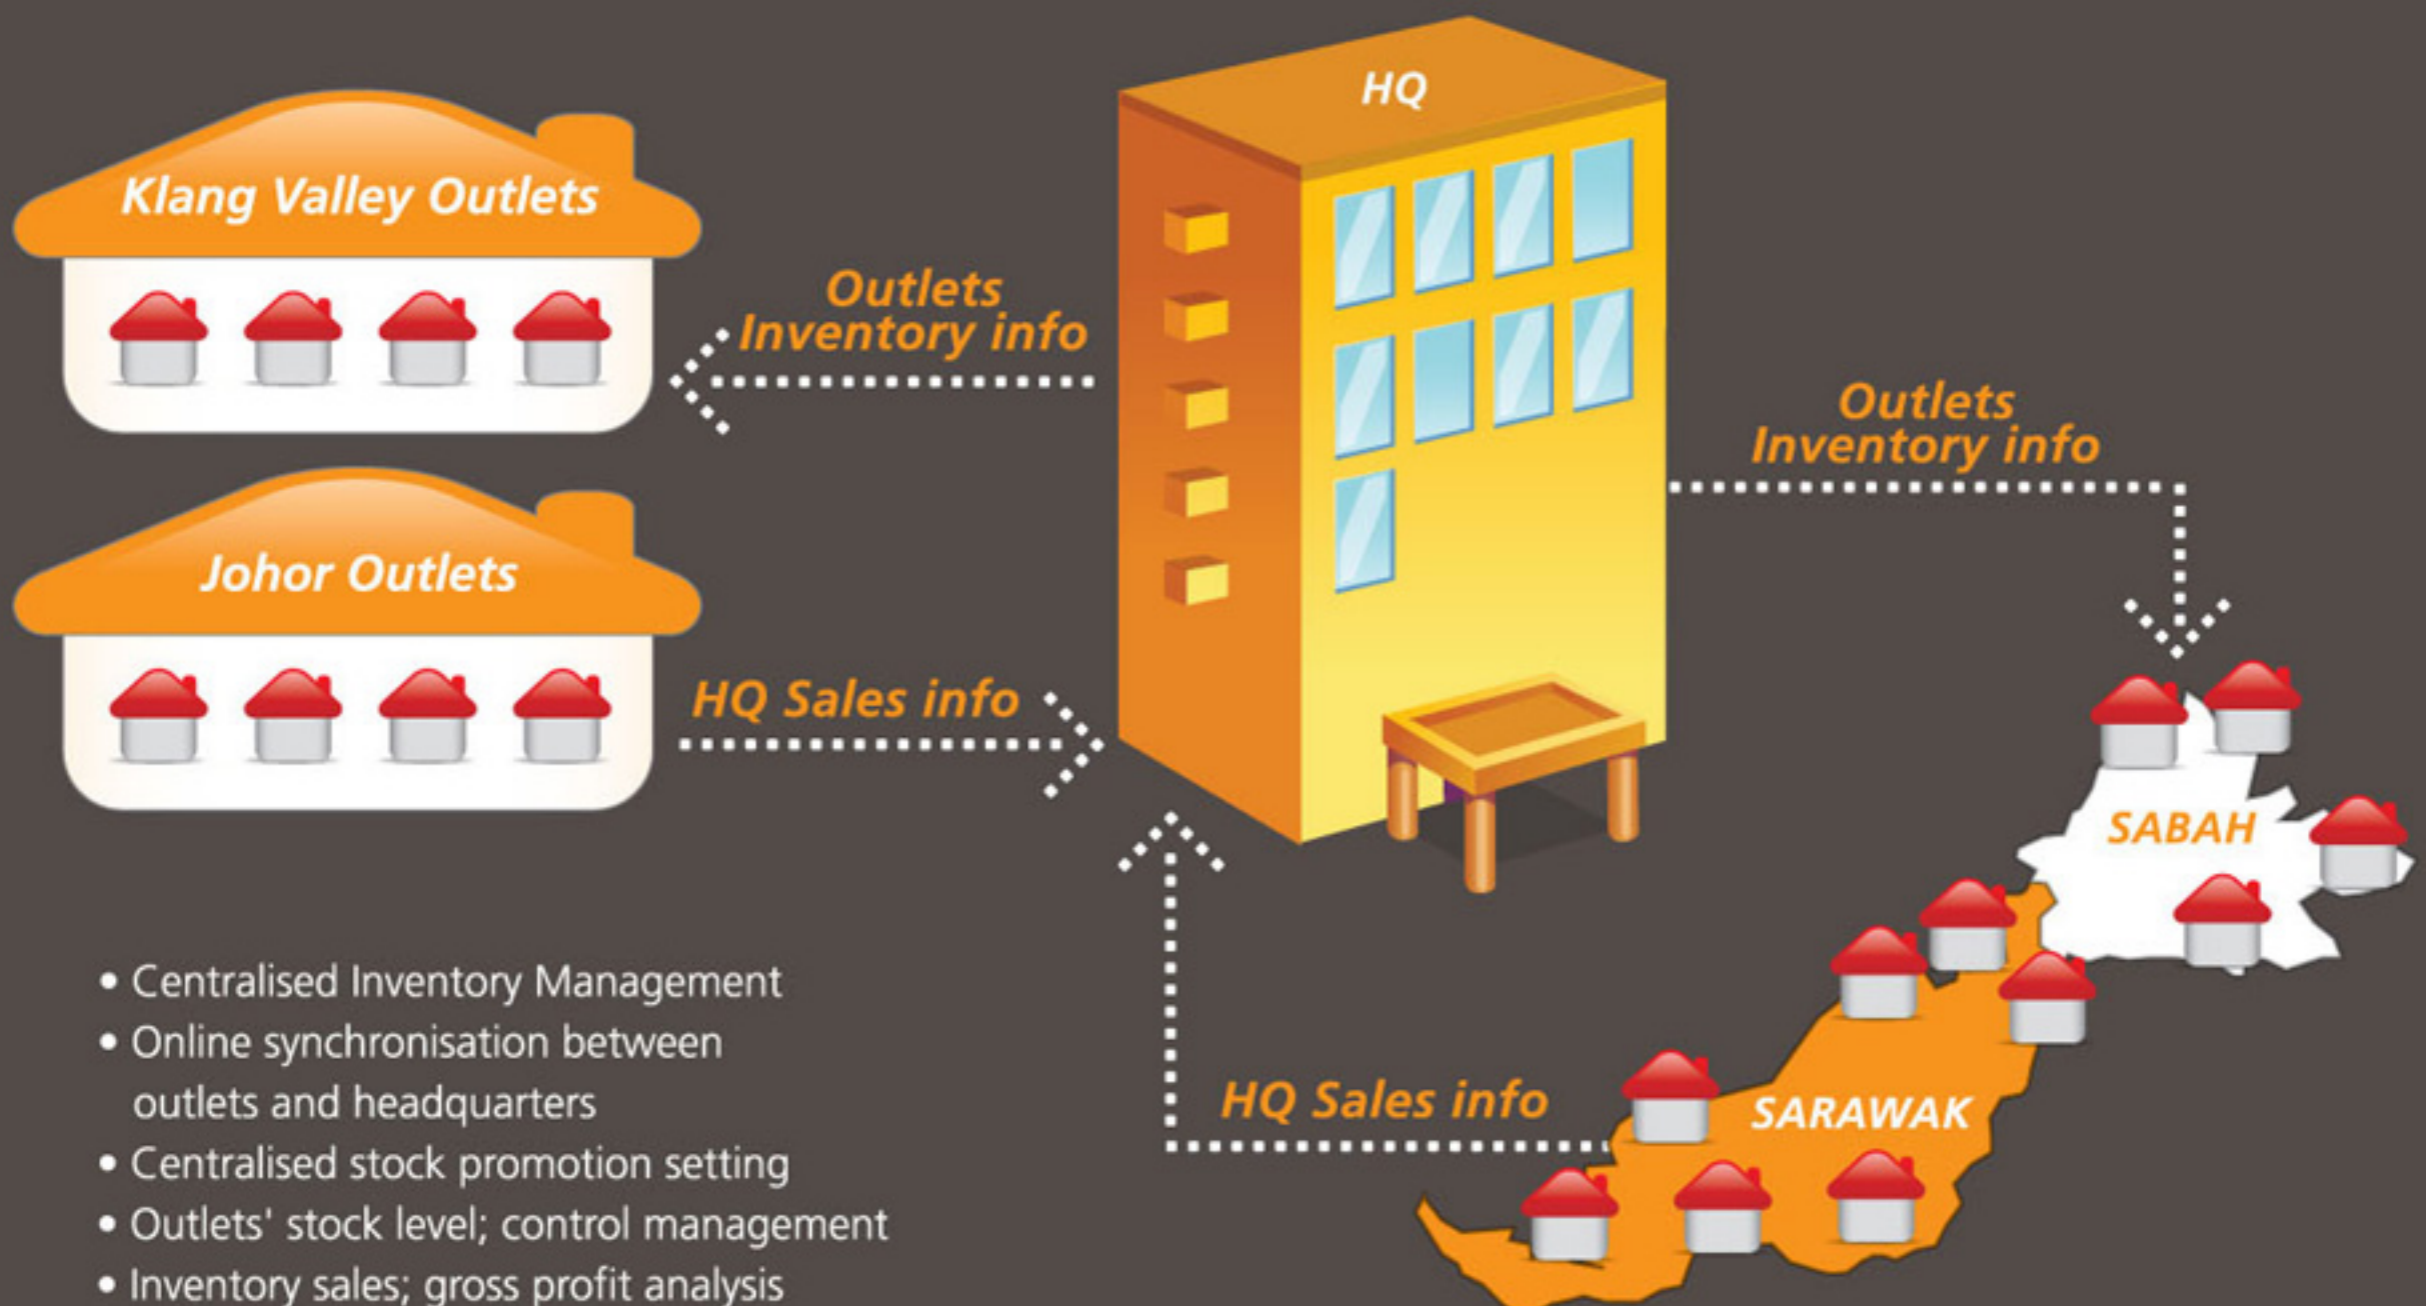 HQ
Klang Valley Outlets
Outlets
Inventory info
Outlets
Inventory info
Johor Outlets
HQ Sales info
SABAH
HQ Sales info
SARAWAK
• Centralised Inventory Management
• Online synchronisation between
outlets and headquarters
• Centralised stock promotion setting
• Outlets' stock level; control management
• Inventory sales; gross profit analysis